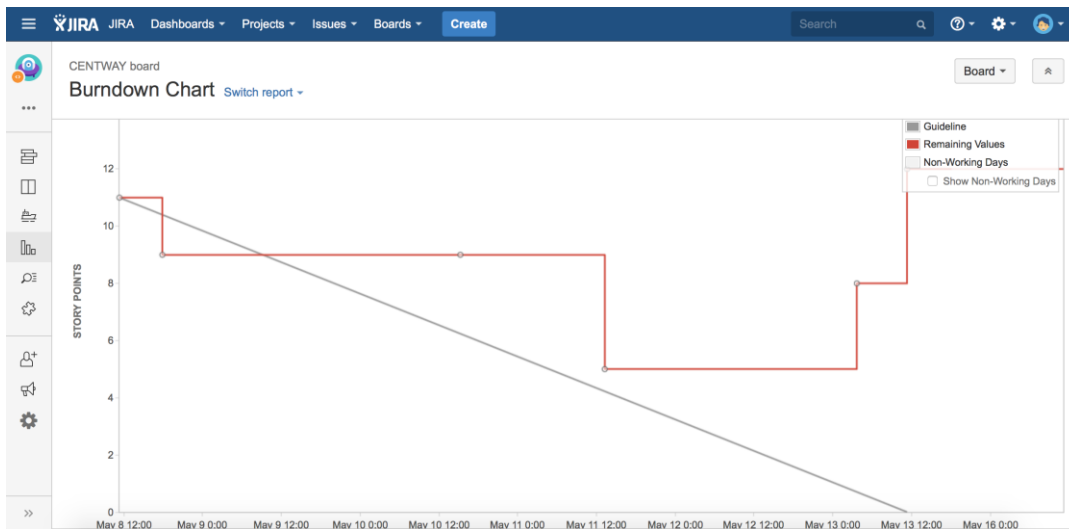 JIRA JIRA Dashboards Projects Issues Boards Create Search
CENTWAY board
Burndown Chart Switch report
Board
Guideline
Remaining Values
Non-Working Days
Show Non-Working Days
STORY POINTS
12
10
8
6
4
2
0
May 8 12:00 May 9 0:00 May 9 12:00 May 10 0:00 May 10 12:00 May 11 0:00 May 11 12:00 May 12 0:00 May 12 12:00 May 13 0:00 May 13 12:00 May 16 0:00